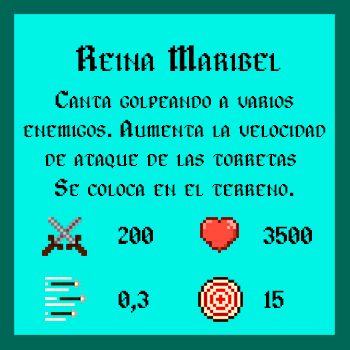 Reina Maribel
Canta golpeando a varios
enemigos. Aumenta la velocidad
de ataque de las torretas
Se coloca en el terreno.
200 3500
0,3 15